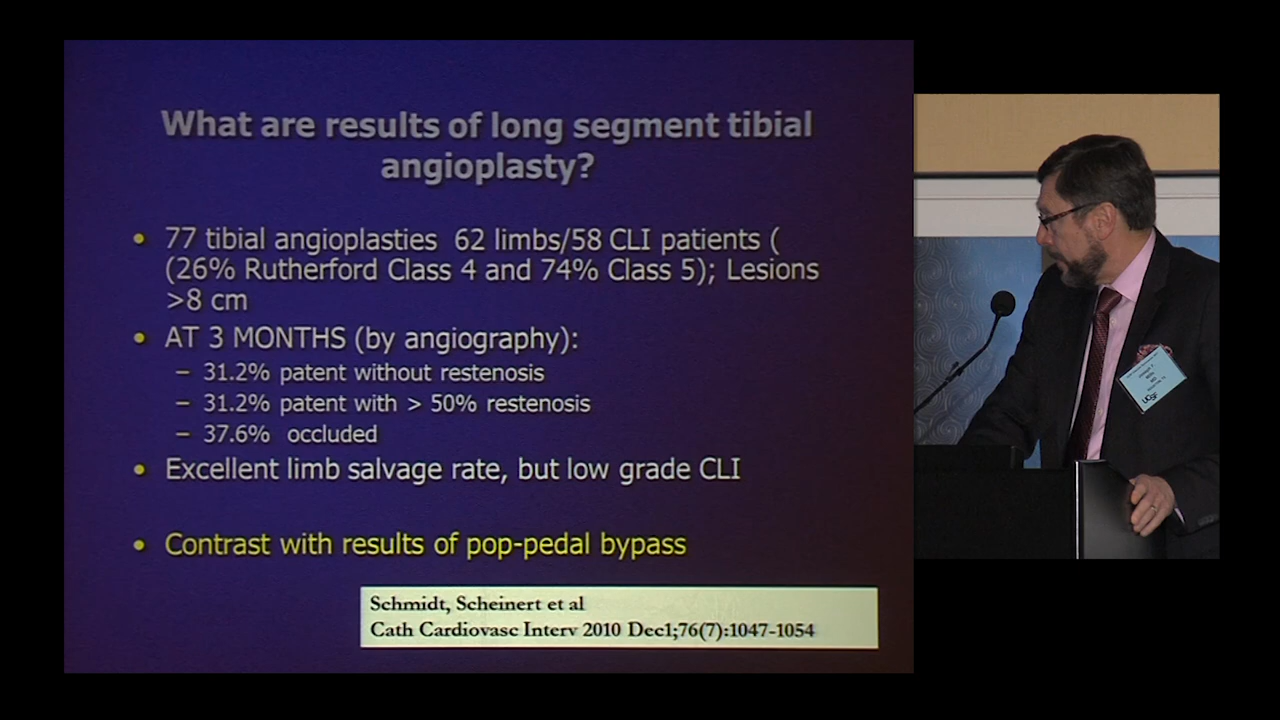 What are results of long segment tibial
angioplasty?
• 77 tibial angioplasties 62 limbs/58 CLI patients (
(26% Rutherford Class 4 and 74% Class 5); Lesions
>8 cm
• AT 3 MONTHS (by angiography):
– 31.2% patent without restenosis
– 31.2% patent with > 50% restenosis
– 37.6% occluded
• Excellent limb salvage rate, but low grade CLI
• Contrast with results of pop-pedal bypass
Schmidt, Scheinert et al
Cath Cardiovasc Interv 2010 Dec1;76(7):1047-1054
UCSF